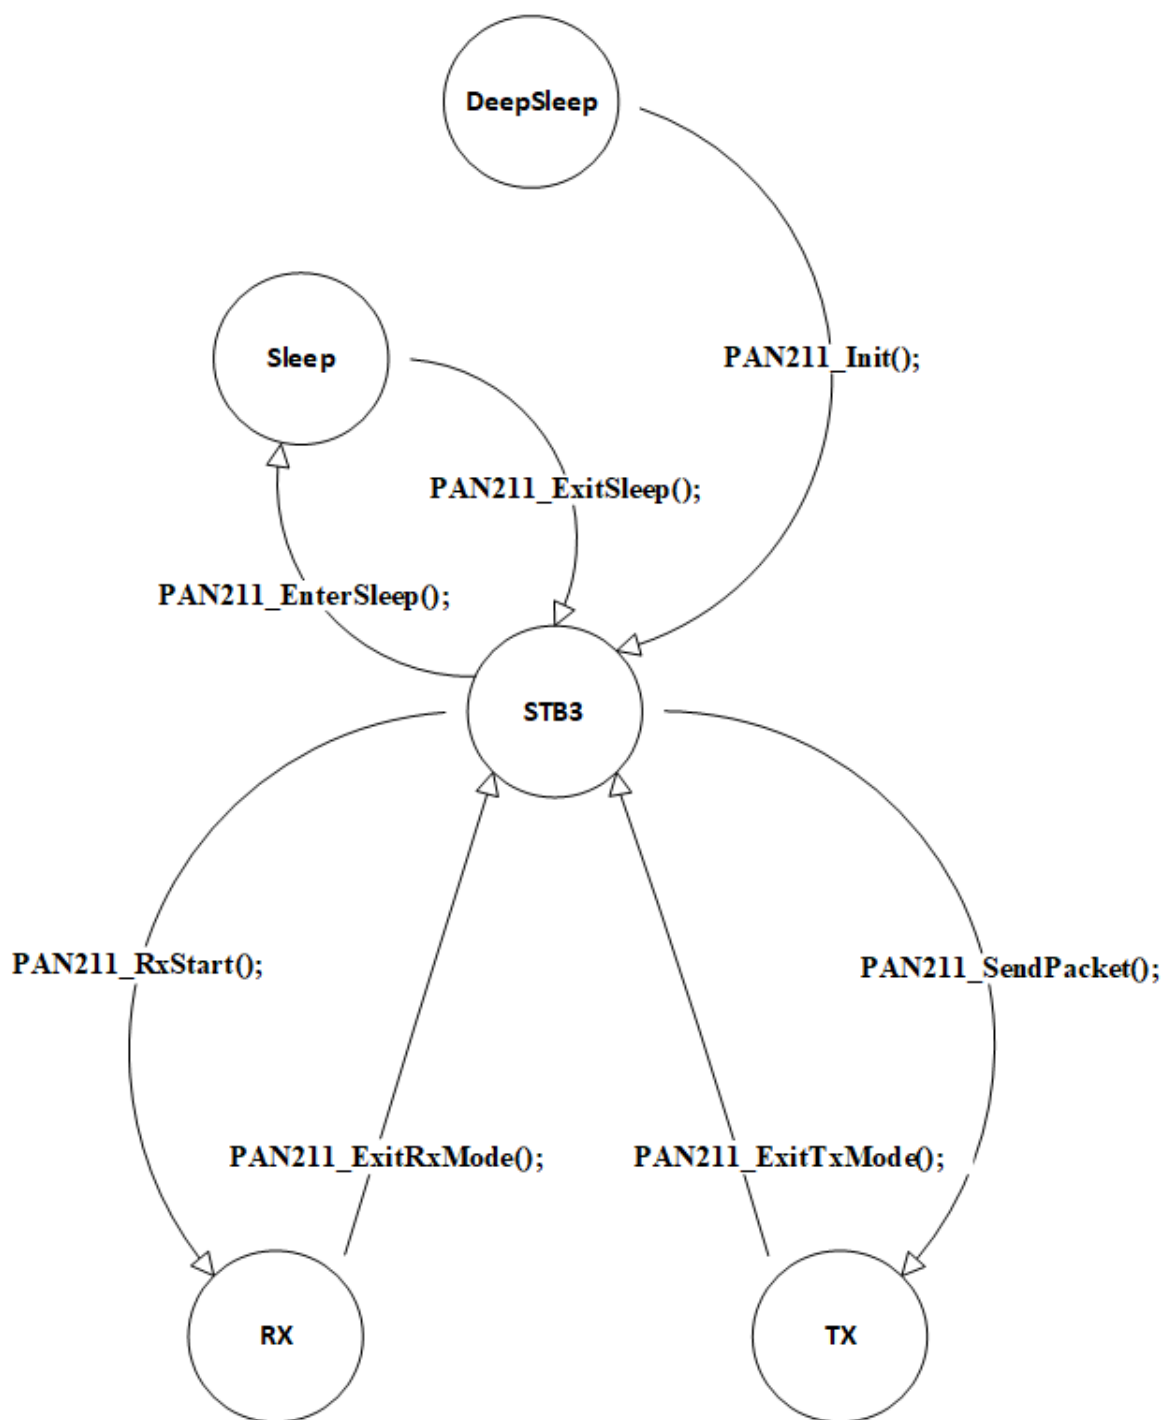 DeepSleep
Sleep
PAN211_Init();
PAN211_ExitSleep();
PAN211_EnterSleep();
STB3
PAN211_RxStart();
PAN211_SendPacket();
PAN211_ExitRxMode();
PAN211_ExitTxMode();
RX
TX